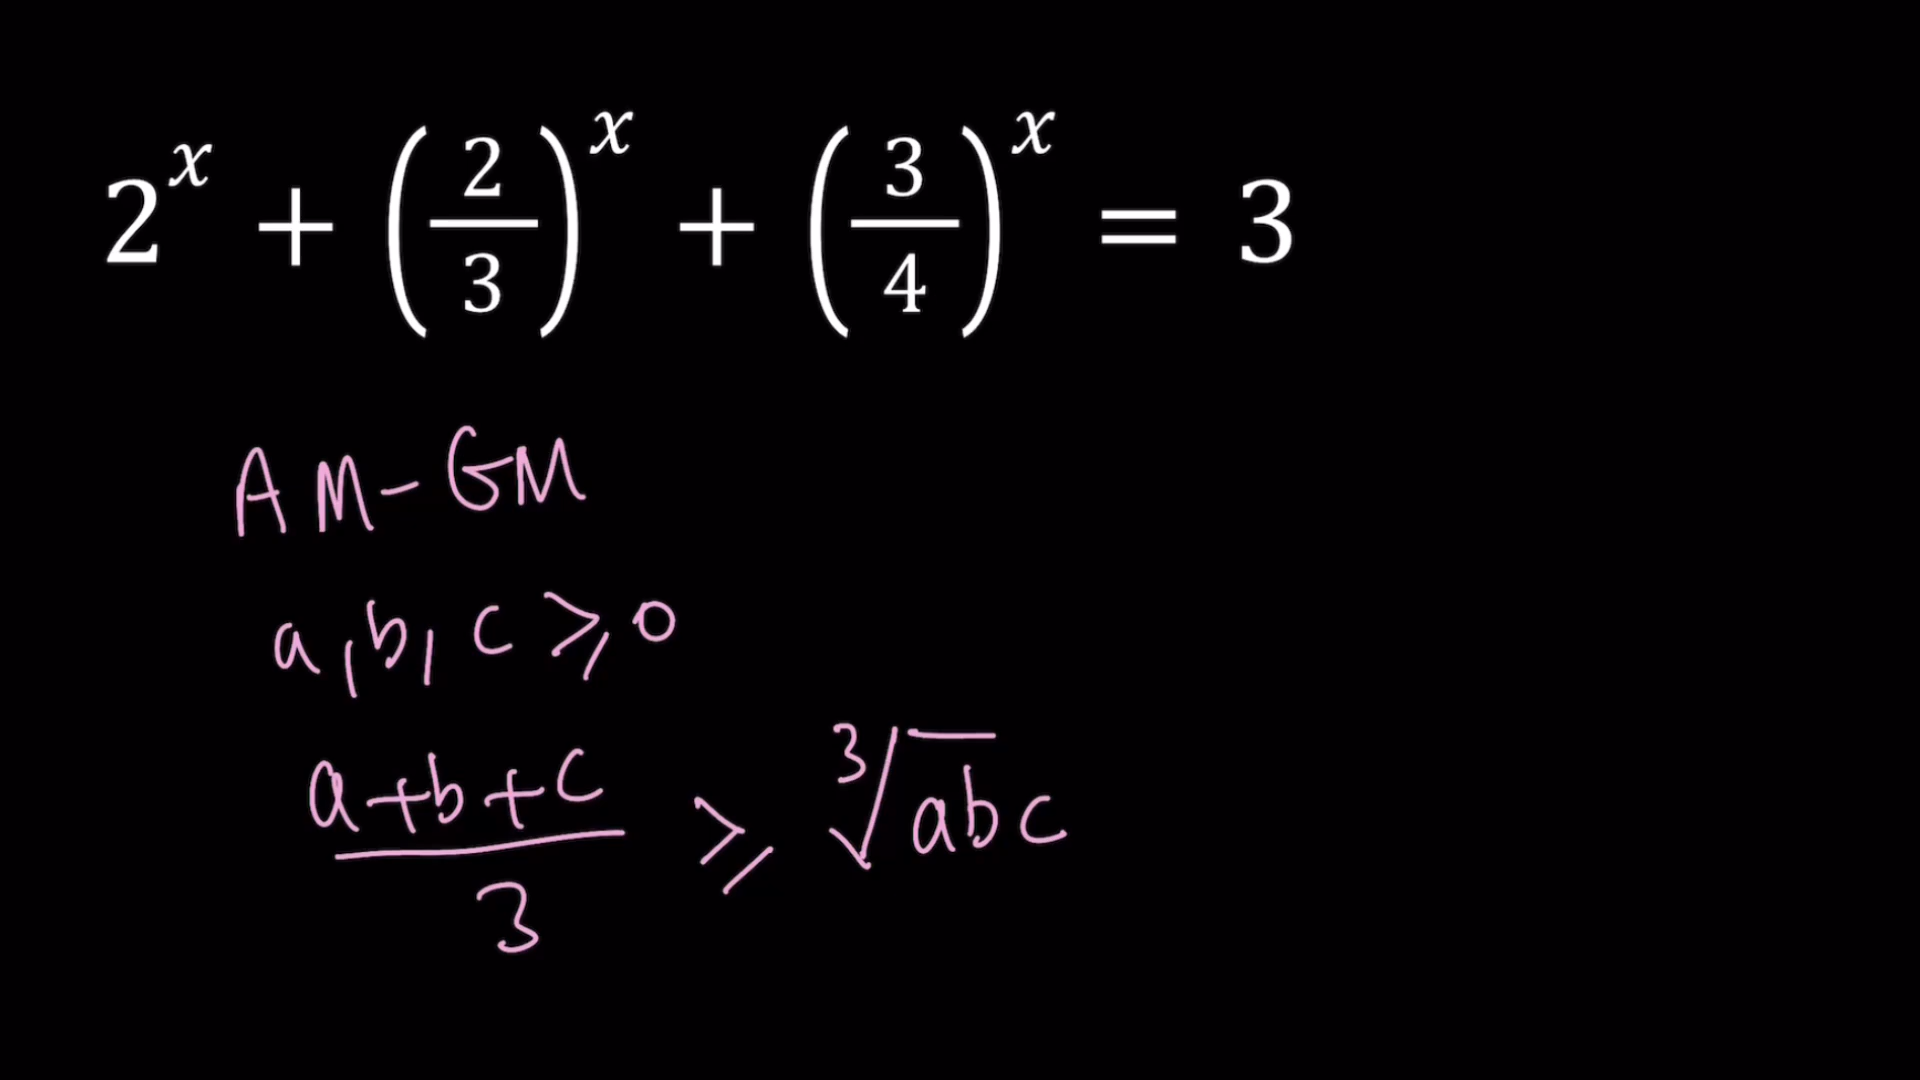 2^x + (2/3)^x + (3/4)^x = 3
AM-GM
a, b, c ⩾ 0
(a+b+c)/3 ⩾ ∛abc